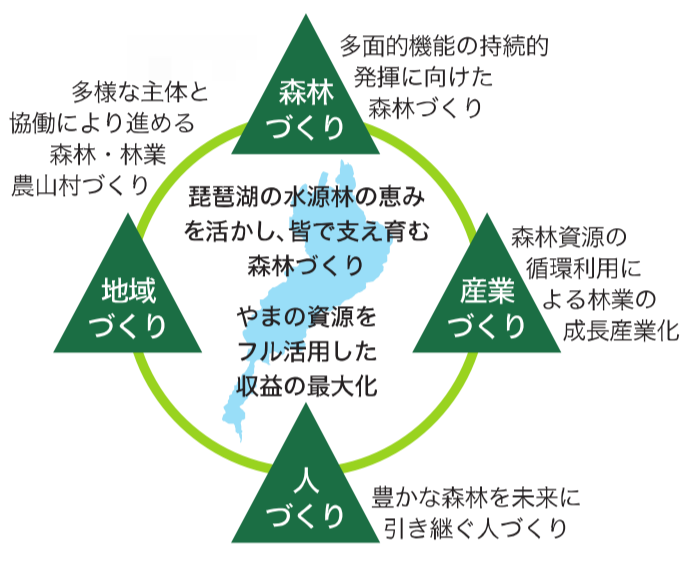 森林
づくり
多面的機能の持続的
発揮に向けた
森林づくり
多様な主体と
協働により進める
森林・林業
農山村づくり
琵琶湖の水源林の恵み
を活かし、皆で支え育む
森林づくり
やまの資源を
フル活用した
収益の最大化
地域
づくり
産業
づくり
森林資源の
循環利用に
よる林業の
成長産業化
人
づくり
豊かな森林を未来に
引き継ぐ人づくり